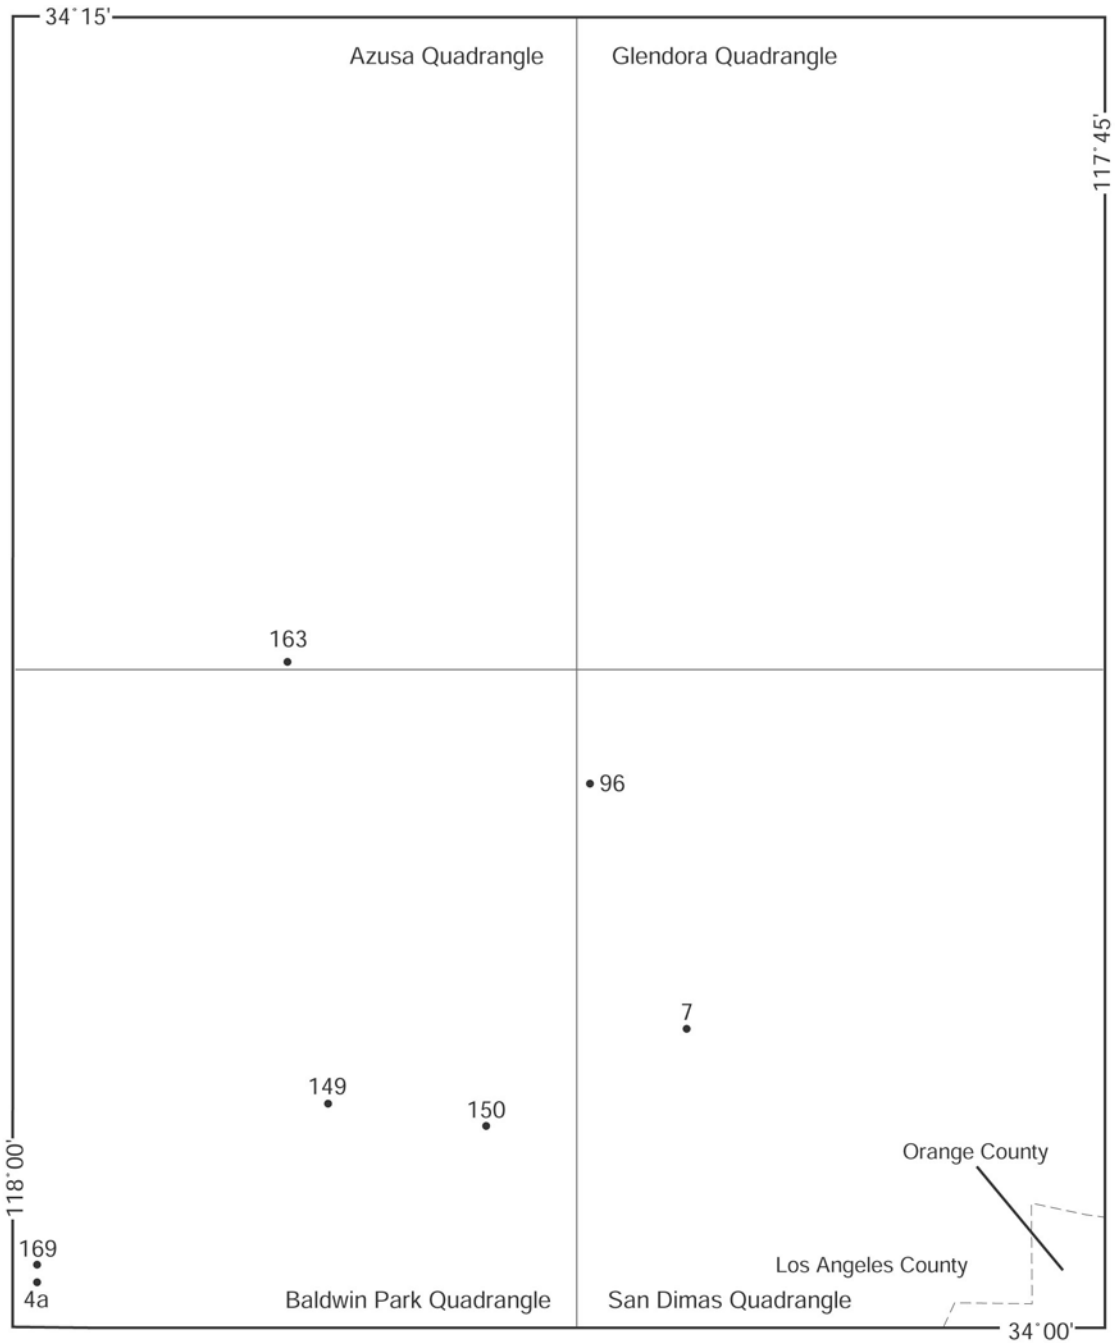 34°15'
Azusa Quadrangle
Glendora Quadrangle
117°45'
163
96
7
149
150
Orange County
118°00'
169
Los Angeles County
4a
Baldwin Park Quadrangle
San Dimas Quadrangle
34°00'